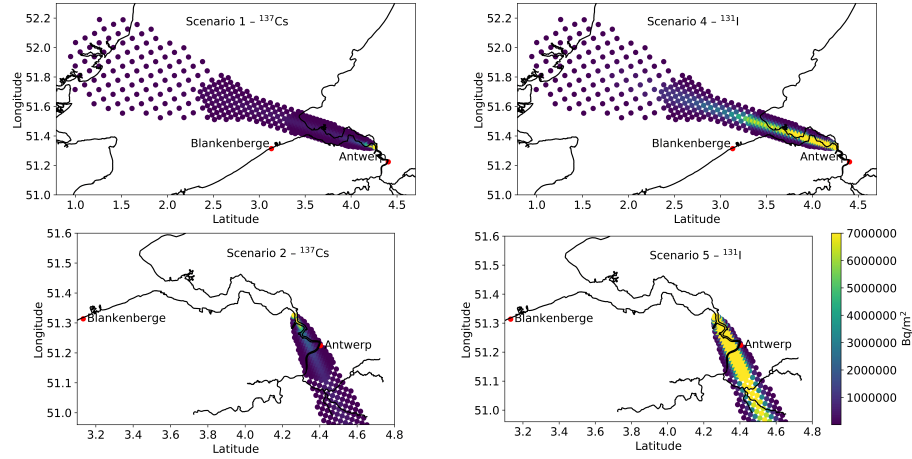 Scenario 1 – ¹³⁷Cs
Longitude
52.2
52.0
51.8
51.6
51.4
51.2
51.0
Blankenberge
Antwerp
1.0 1.5 2.0 2.5 3.0 3.5 4.0 4.5
Latitude
Scenario 4 – ¹³¹I
Longitude
52.2
52.0
51.8
51.6
51.4
51.2
51.0
Blankenberge
Antwerp
1.0 1.5 2.0 2.5 3.0 3.5 4.0 4.5
Latitude
Scenario 2 – ¹³⁷Cs
Longitude
51.6
51.5
51.4
51.3
51.2
51.1
51.0
Blankenberge
Antwerp
3.2 3.4 3.6 3.8 4.0 4.2 4.4 4.6 4.8
Latitude
Scenario 5 – ¹³¹I
Longitude
51.6
51.5
51.4
51.3
51.2
51.1
51.0
Blankenberge
Antwerp
3.2 3.4 3.6 3.8 4.0 4.2 4.4 4.6 4.8
Latitude
7000000
6000000
5000000
4000000
3000000
2000000
1000000
Bq/m²